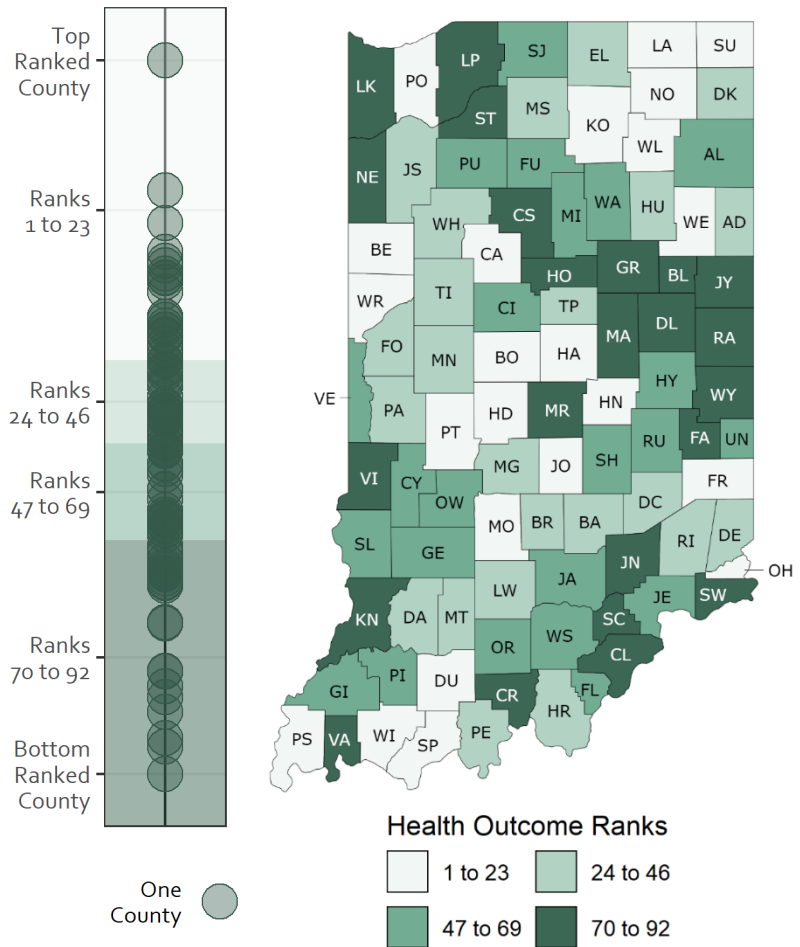 Top
Ranked
County
Ranks
1 to 23
Ranks
24 to 46
Ranks
47 to 69
Ranks
70 to 92
Bottom
Ranked
County
One
County
LK
PO
LP
SJ
EL
LA
SU
ST
MS
KO
NO
DK
WL
AL
NE
JS
PU
FU
WH
CS
MI
WA
HU
WE
AD
BE
CA
HO
GR
BL
JY
WR
TI
CI
TP
MA
DL
RA
FO
MN
BO
HA
VE
PA
HY
WY
PT
HD
MR
HN
RU
FA
UN
VI
CY
MG
JO
SH
FR
OW
MO
BR
BA
DC
SL
GE
RI
DE
JN
OH
KN
DA
MT
LW
JA
JE
SW
SC
OR
WS
CL
GI
PI
DU
CR
FL
HR
PS
VA
WI
SP
PE
Health Outcome Ranks
1 to 23
24 to 46
47 to 69
70 to 92